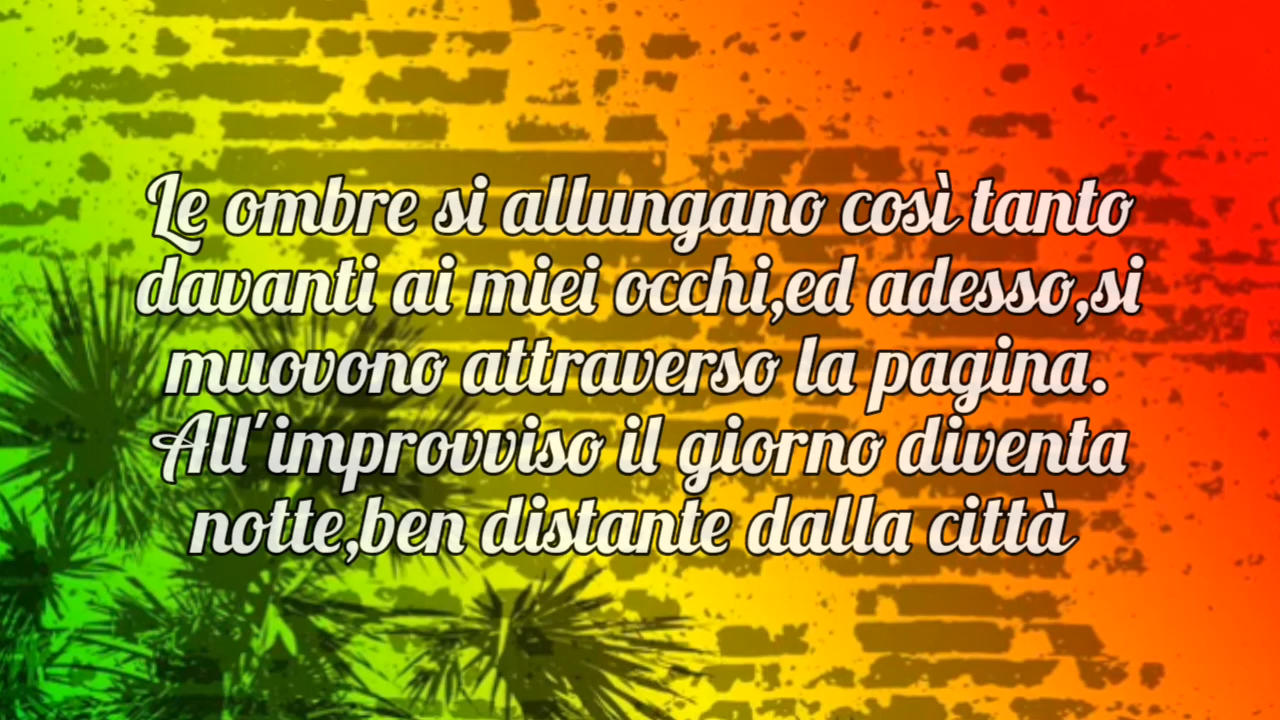 Le ombre si allungano così tanto
davanti ai miei occhi,ed adesso,si
muovono attraverso la pagina.
All'improvviso il giorno diventa
notte,ben distante dalla città